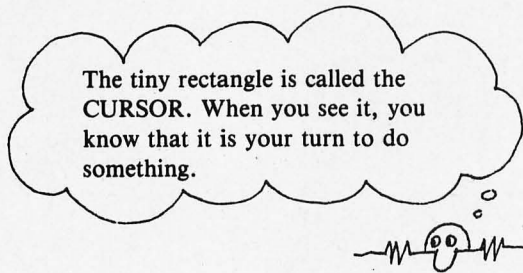 The tiny rectangle is called the
CURSOR. When you see it, you
know that it is your turn to do
something.